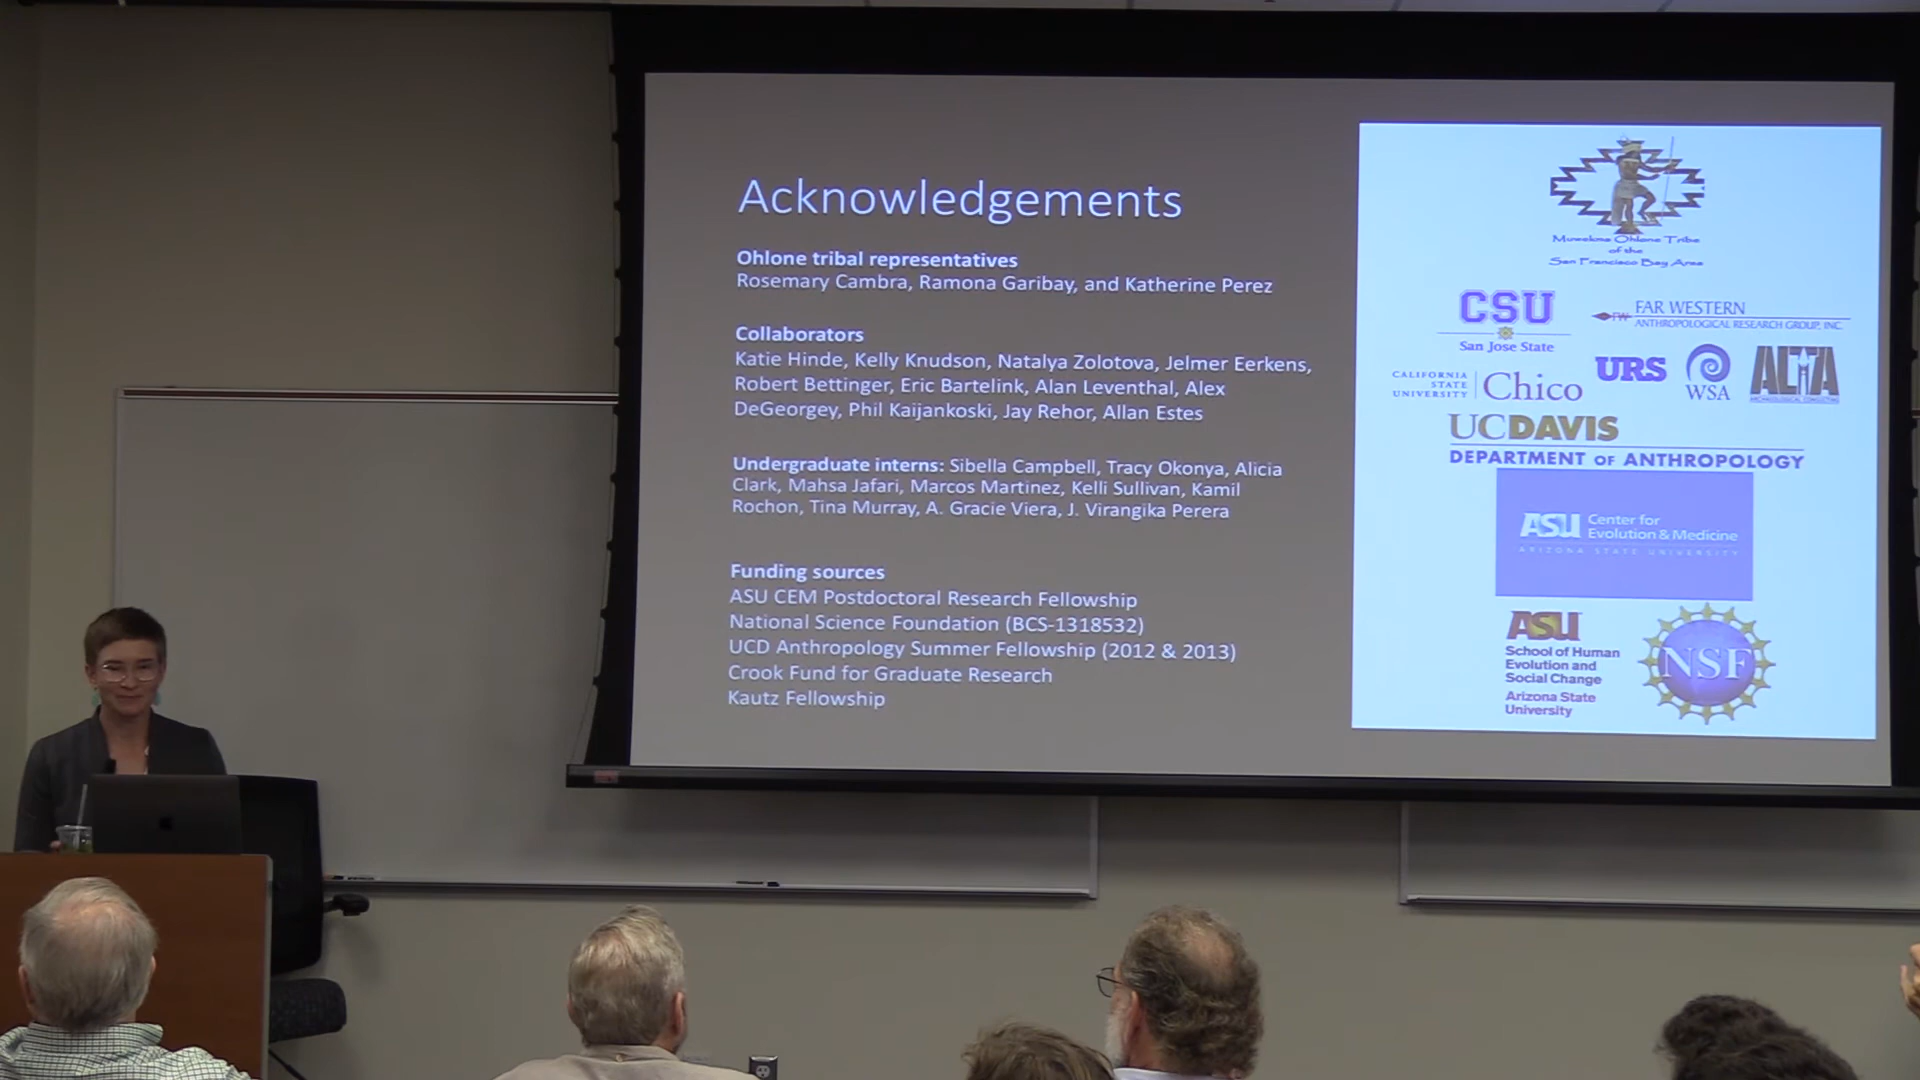 Acknowledgements
Ohlone tribal representatives
Rosemary Cambra, Ramona Garibay, and Katherine Perez
Collaborators
Katie Hinde, Kelly Knudson, Natalya Zolotova, Jelmer Eerkens,
Robert Bettinger, Eric Bartelink, Alan Leventhal, Alex
DeGeorgey, Phil Kaijankoski, Jay Rehor, Allan Estes
Undergraduate interns: Sibella Campbell, Tracy Okonya, Alicia
Clark, Mahsa Jafari, Marcos Martinez, Kelli Sullivan, Kamil
Rochon, Tina Murray, A. Gracie Viera, J. Virangika Perera
Funding sources
ASU CEM Postdoctoral Research Fellowship
National Science Foundation (BCS-1318532)
UCD Anthropology Summer Fellowship (2012 & 2013)
Crook Fund for Graduate Research
Kautz Fellowship
Muwekma Ohlone Tribe
of the
San Francisco Bay Area
CSU
San Jose State
FW
FAR WESTERN
ANTHROPOLOGICAL RESEARCH GROUP, INC.
CALIFORNIA
STATE
UNIVERSITY
Chico
URS
WSA
ALTA
ARCHAEOLOGICAL CONSULTING
UCDAVIS
DEPARTMENT OF ANTHROPOLOGY
ASU Center for
Evolution & Medicine
ARIZONA STATE UNIVERSITY
ASU
School of Human
Evolution and
Social Change
Arizona State
University
NSF